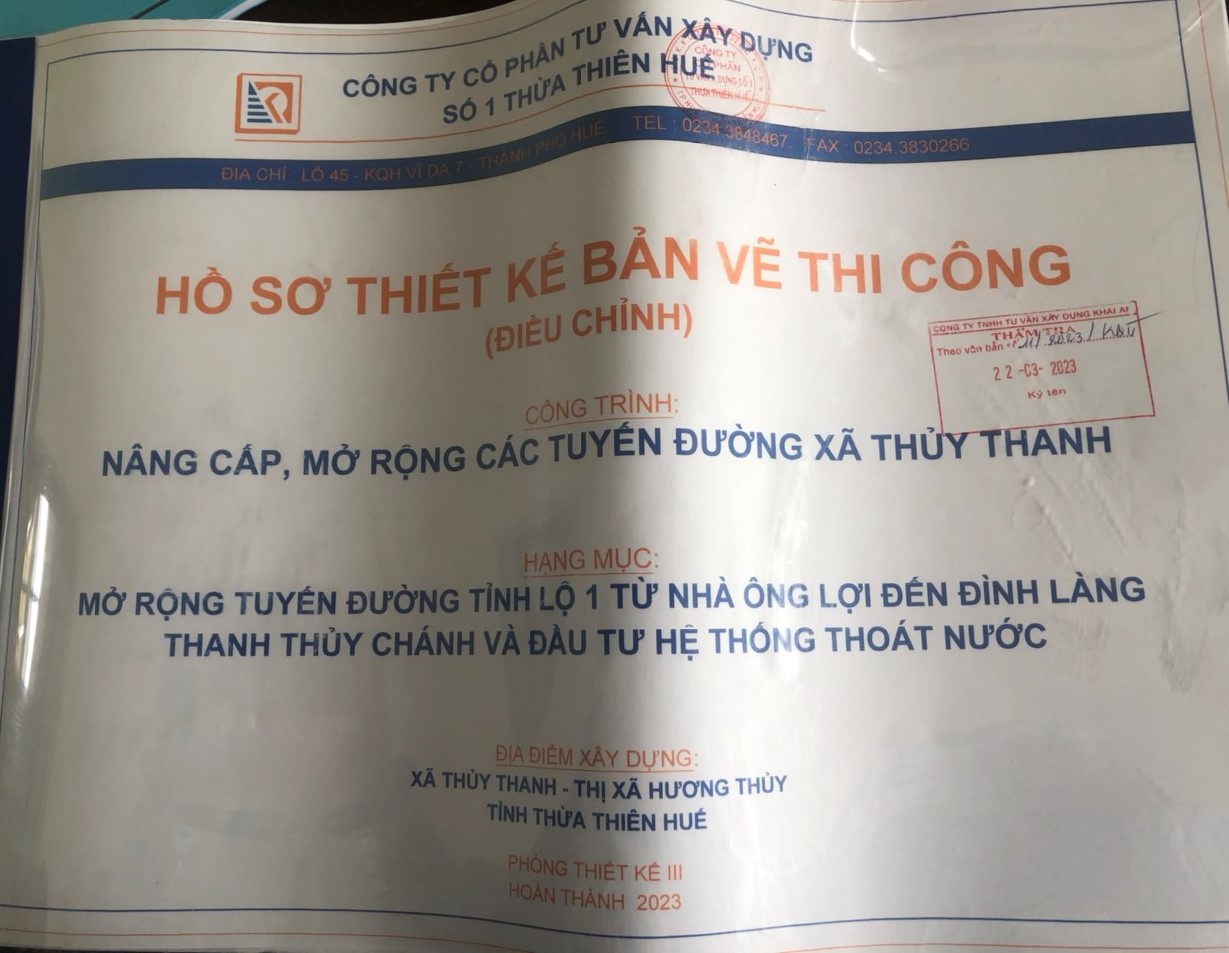 CÔNG TY CỔ PHẦN TƯ VẤN XÂY DỰNG
SỐ 1 THỪA THIÊN HUẾ
CÔNG TY
THỪA THIÊN HUẾ
ĐỊA CHỈ : LÔ 45 - KQH VĨ DẠ 7 - THÀNH PHỐ HUẾ TEL : 0234.3848467 FAX : 0234.3830266
HỒ SƠ THIẾT KẾ BẢN VẼ THI CÔNG
(ĐIỀU CHỈNH)
CÔNG TY TNHH TƯ VẤN XÂY DỰNG KHẢI
THẨM TRA
Theo văn bản
22-03-2023
Ký tên
CÔNG TRÌNH:
NÂNG CẤP, MỞ RỘNG CÁC TUYẾN ĐƯỜNG XÃ THỦY THANH
HẠNG MỤC:
MỞ RỘNG TUYẾN ĐƯỜNG TỈNH LỘ 1 TỪ NHÀ ÔNG LỢI ĐẾN ĐÌNH LÀNG
THANH THỦY CHÁNH VÀ ĐẦU TƯ HỆ THỐNG THOÁT NƯỚC
ĐỊA ĐIỂM XÂY DỰNG:
XÃ THỦY THANH - THỊ XÃ HƯƠNG THỦY
TỈNH THỪA THIÊN HUẾ
PHÒNG THIẾT KẾ III
HOÀN THÀNH 2023